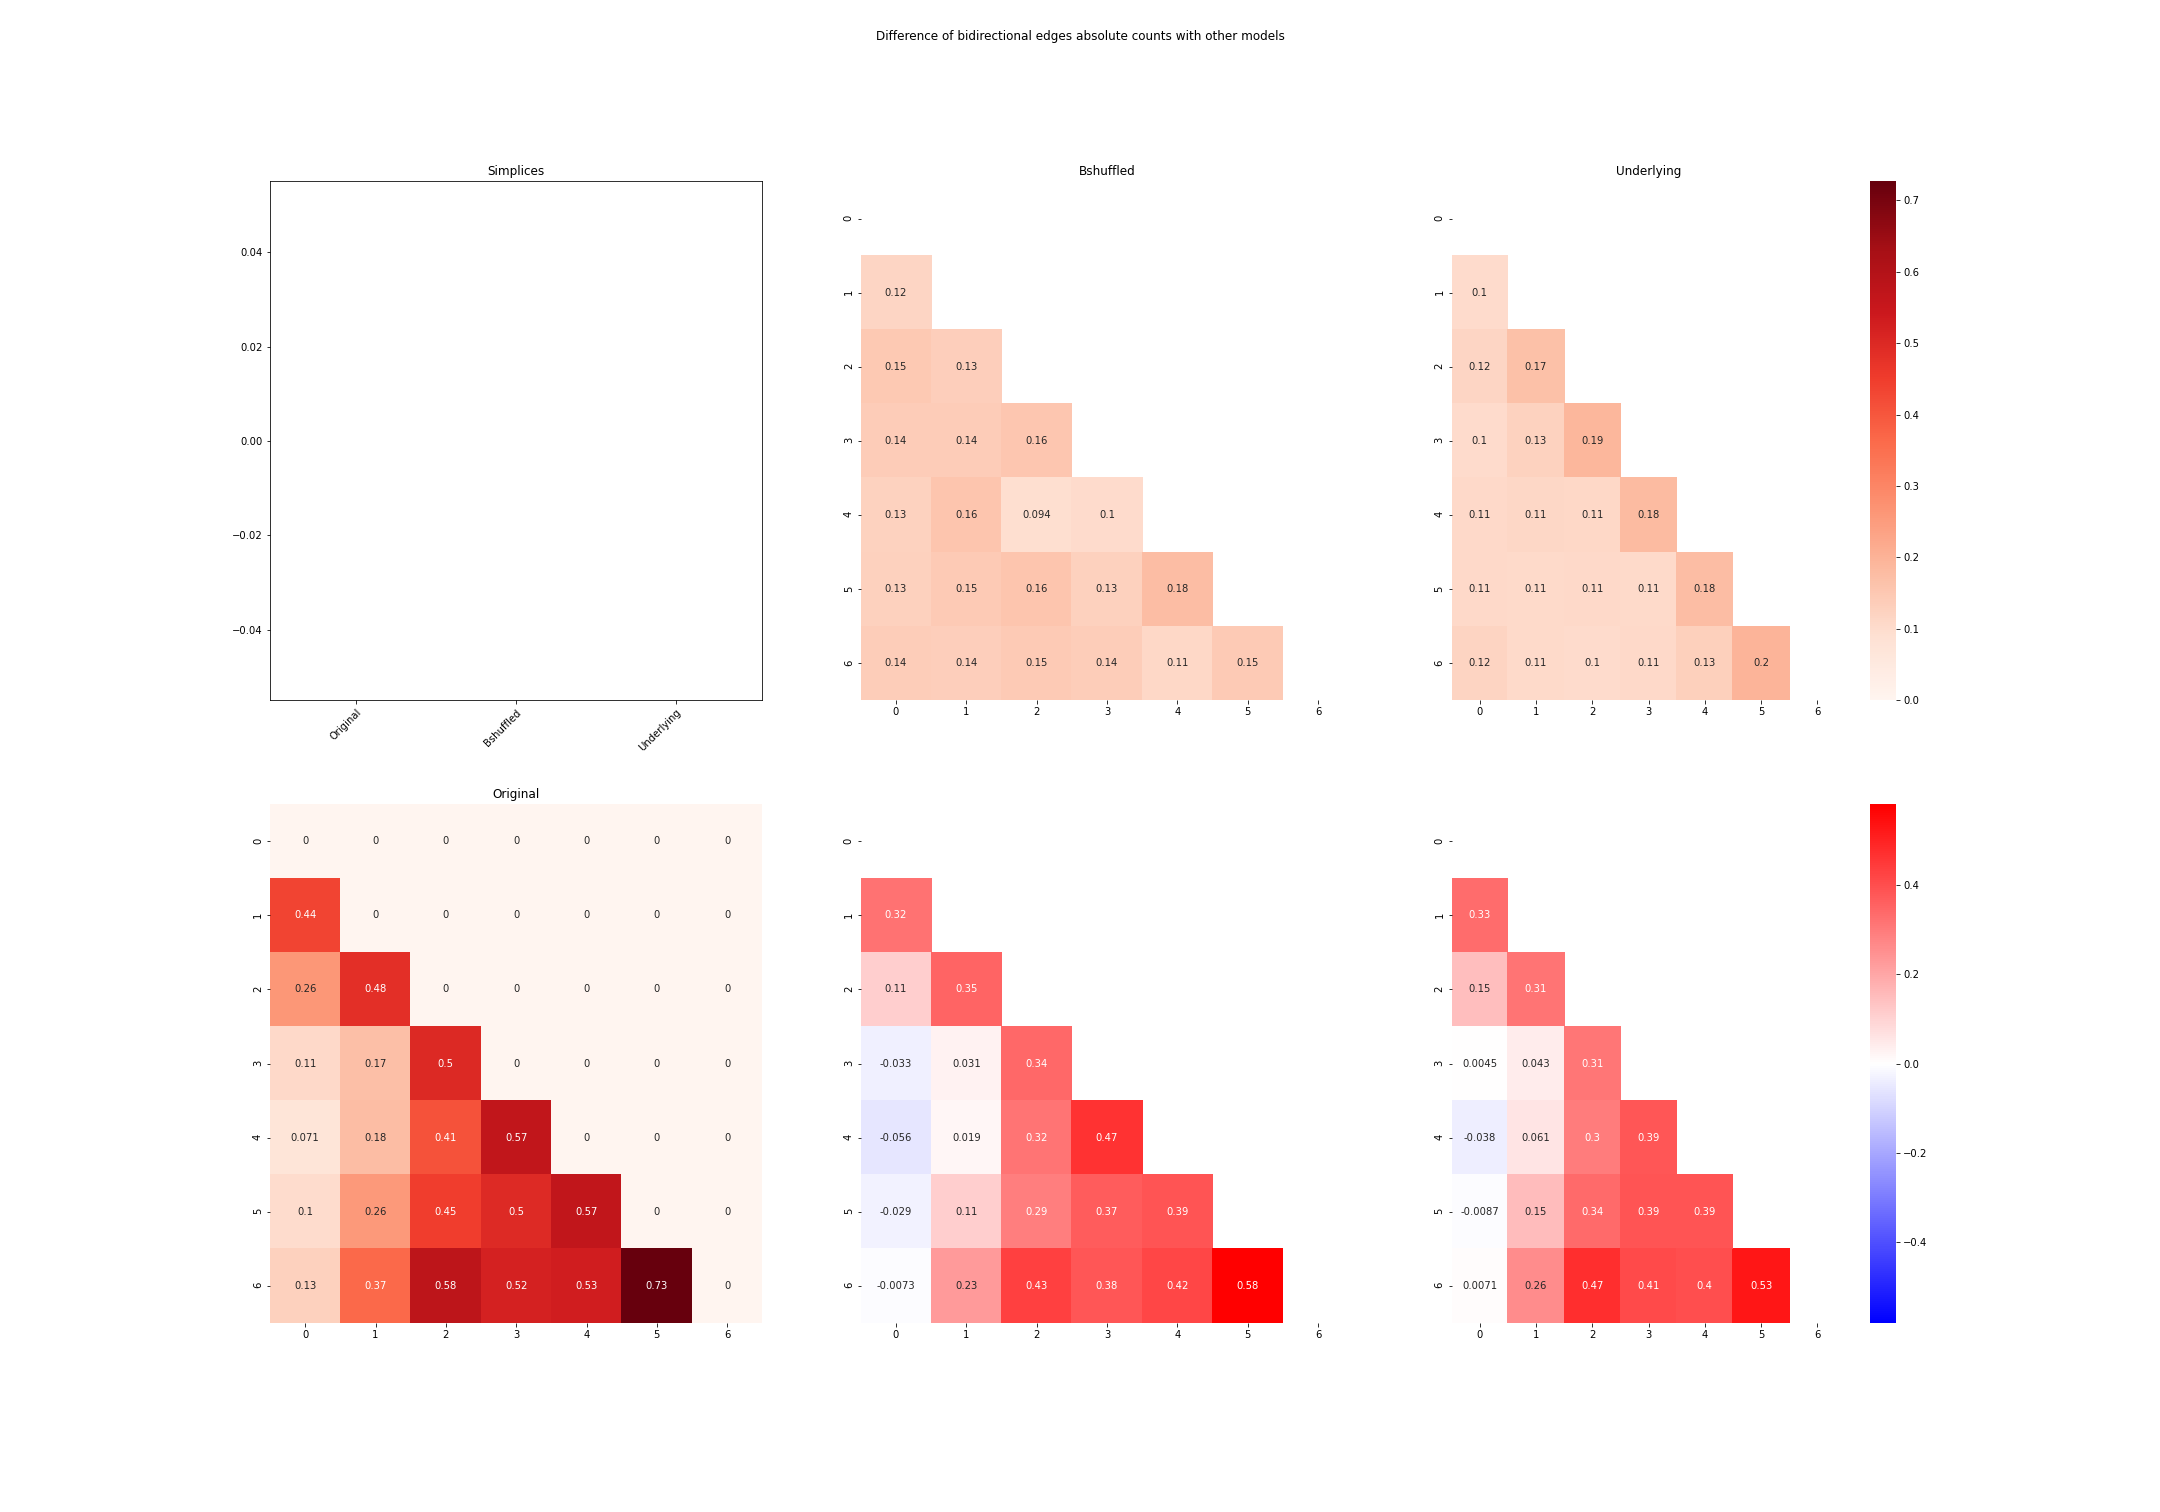 Difference of bidirectional edges absolute counts with other models
Simplices
0.04
0.02
0.00
−0.02
−0.04
Original
Bshuffled
Underlying
Bshuffled
0
1 0.12
2 0.15 0.13
3 0.14 0.14 0.16
4 0.13 0.16 0.094 0.1
5 0.13 0.15 0.16 0.13 0.18
6 0.14 0.14 0.15 0.14 0.11 0.15
0 1 2 3 4 5 6
Underlying
0
1 0.1
2 0.12 0.17
3 0.1 0.13 0.19
4 0.11 0.11 0.11 0.18
5 0.11 0.11 0.11 0.11 0.18
6 0.12 0.11 0.1 0.11 0.13 0.2
0 1 2 3 4 5 6
0.7
0.6
0.5
0.4
0.3
0.2
0.1
0.0
Original
0 0 0 0 0 0 0 0
1 0.44 0 0 0 0 0 0
2 0.26 0.48 0 0 0 0 0
3 0.11 0.17 0.5 0 0 0 0
4 0.071 0.18 0.41 0.57 0 0 0
5 0.1 0.26 0.45 0.5 0.57 0 0
6 0.13 0.37 0.58 0.52 0.53 0.73 0
0 1 2 3 4 5 6
0
1 0.32
2 0.11 0.35
3 -0.033 0.031 0.34
4 -0.056 0.019 0.32 0.47
5 -0.029 0.11 0.29 0.37 0.39
6 -0.0073 0.23 0.43 0.38 0.42 0.58
0 1 2 3 4 5 6
0
1 0.33
2 0.15 0.31
3 0.0045 0.043 0.31
4 -0.038 0.061 0.3 0.39
5 -0.0087 0.15 0.34 0.39 0.39
6 0.0071 0.26 0.47 0.41 0.4 0.53
0 1 2 3 4 5 6
0.4
0.2
0.0
−0.2
−0.4